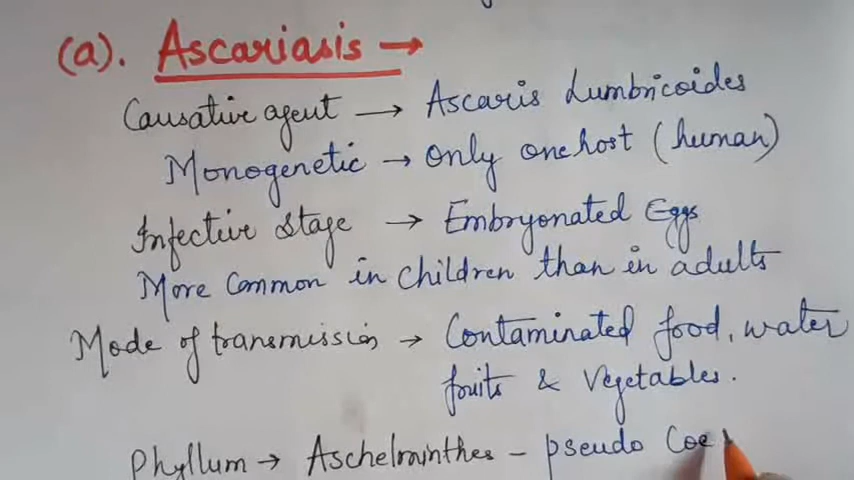 (a). Ascariasis →
Causative agent → Ascaris Lumbricoides
Monogenetic → Only one host (human)
Infective Stage → Embryonated Eggs
More Common in children than in adults
Mode of transmission → Contaminated food, water
fruits & Vegetables.
Phyllum → Aschelminthes - pseudo Coe